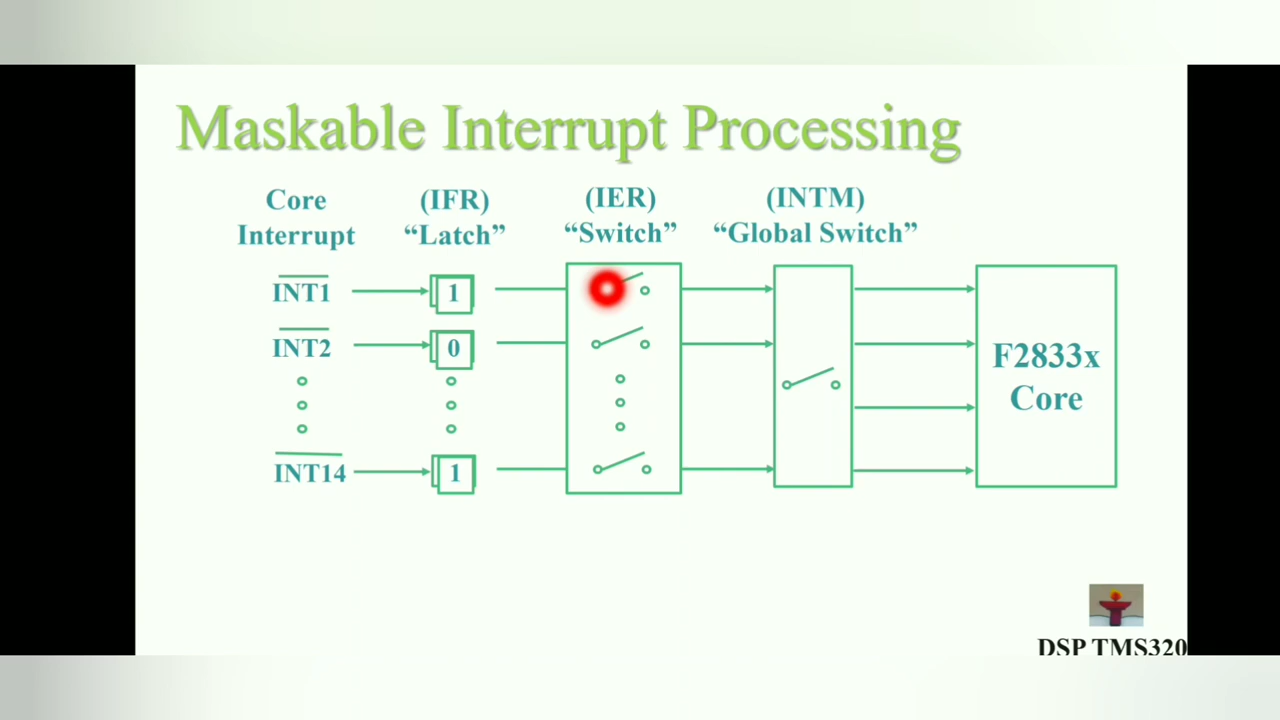 Maskable Interrupt Processing
Core (IFR) (IER) (INTM)
Interrupt “Latch” “Switch” “Global Switch”
INT1 1
INT2 0
F2833x
Core
INT14 1
DSP TMS320